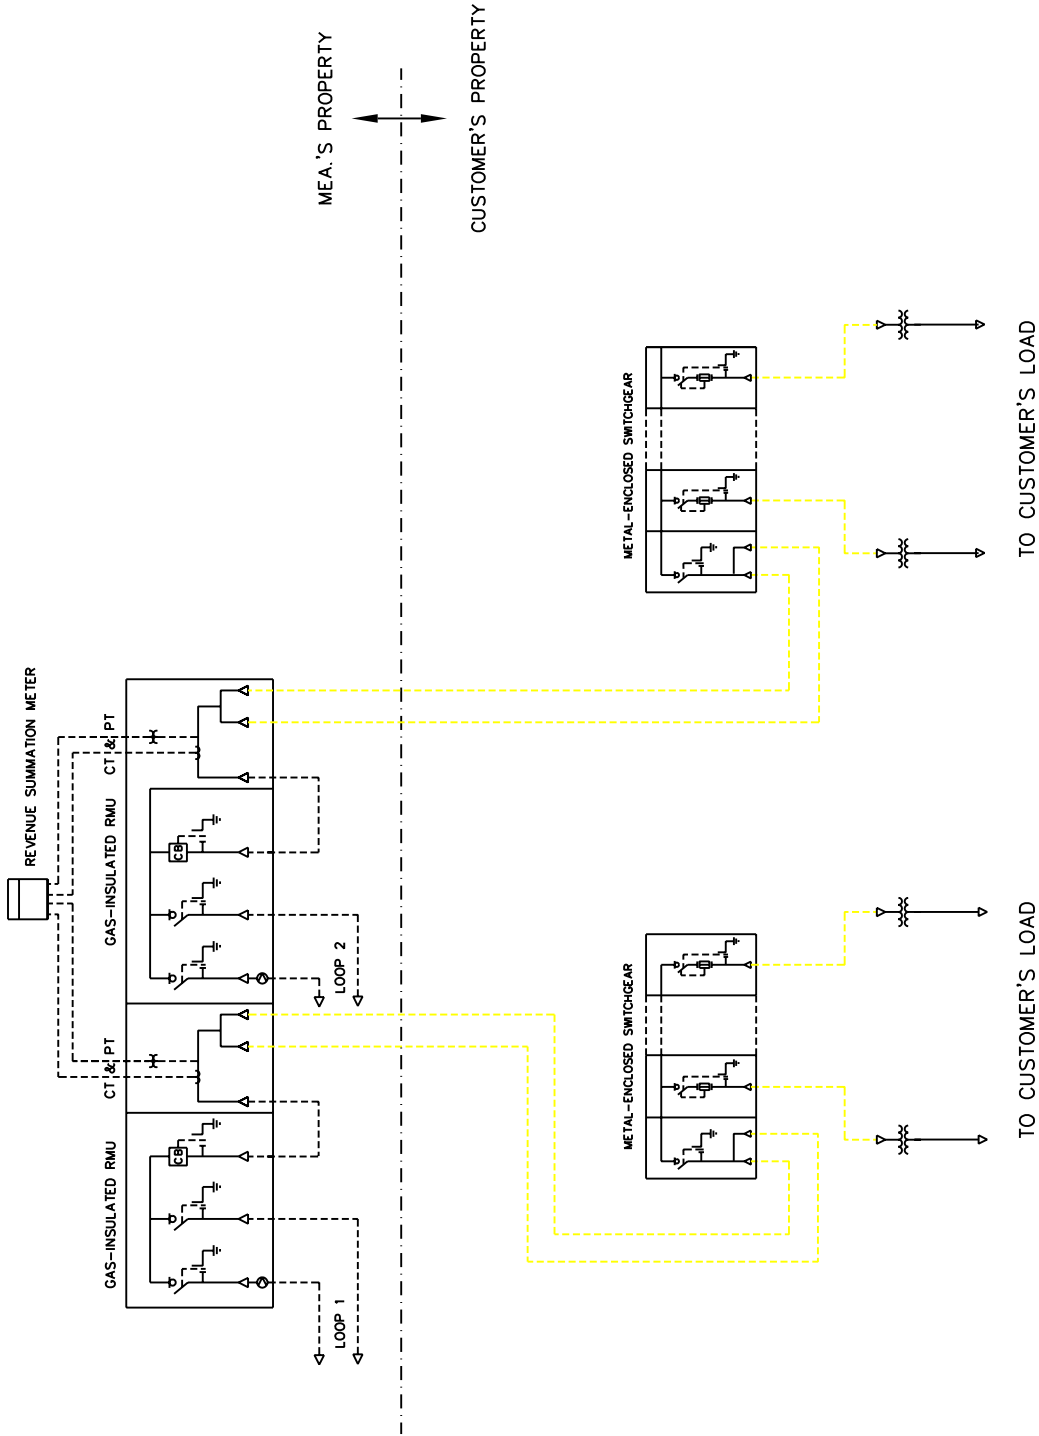 MEA.'S PROPERTY
CUSTOMER'S PROPERTY
REVENUE SUMMATION METER
GAS-INSULATED RMU
CT & PT
GAS-INSULATED RMU
CT & PT
CB
CB
LOOP 1
LOOP 2
METAL-ENCLOSED SWITCHGEAR
METAL-ENCLOSED SWITCHGEAR
TO CUSTOMER'S LOAD
TO CUSTOMER'S LOAD